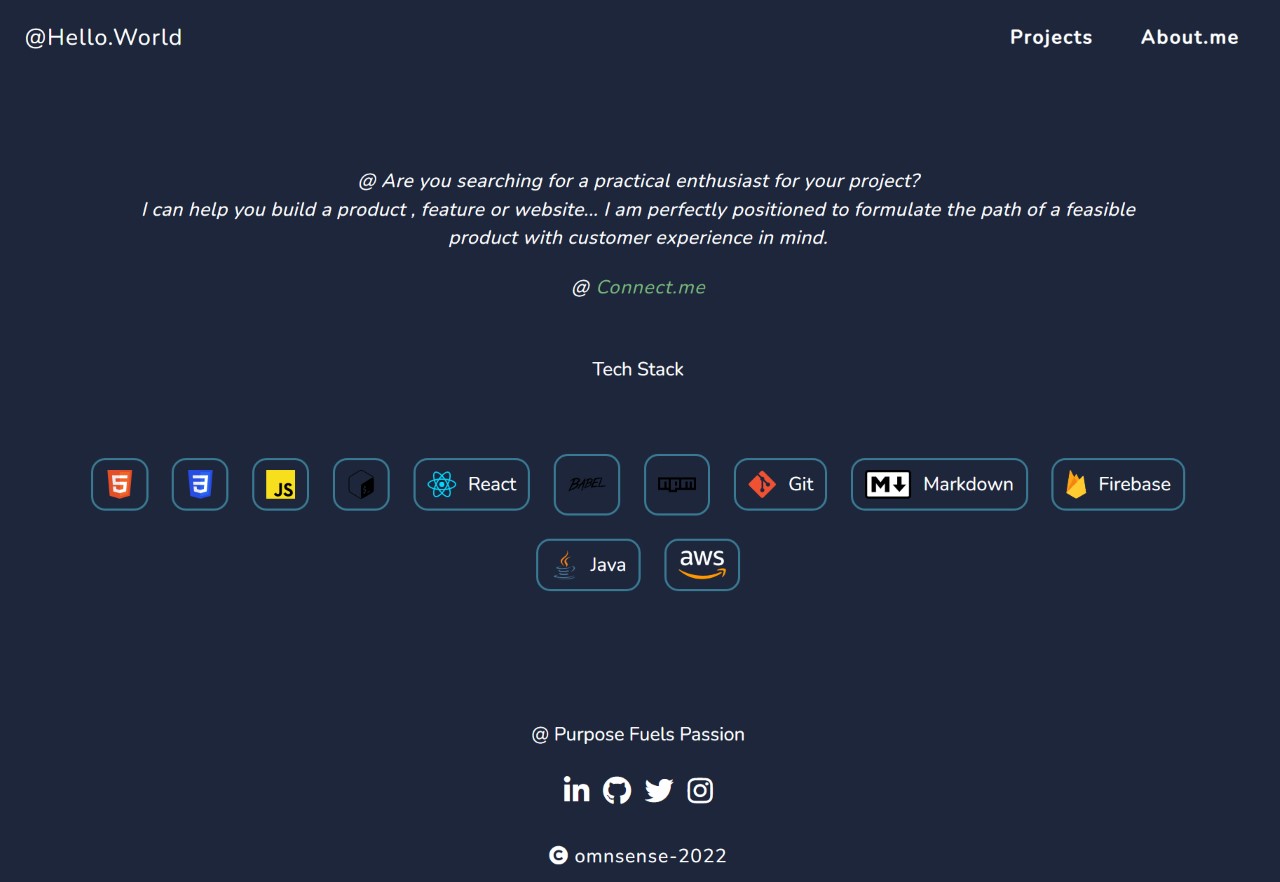 @Hello.World
Projects
About.me
@ Are you searching for a practical enthusiast for your project?
I can help you build a product , feature or website... I am perfectly positioned to formulate the path of a feasible
product with customer experience in mind.
@ Connect.me
Tech Stack
5
3
JS
React
BABEL
npm
Git
M
Markdown
Firebase
Java
aws
@ Purpose Fuels Passion
in
C omnsense-2022